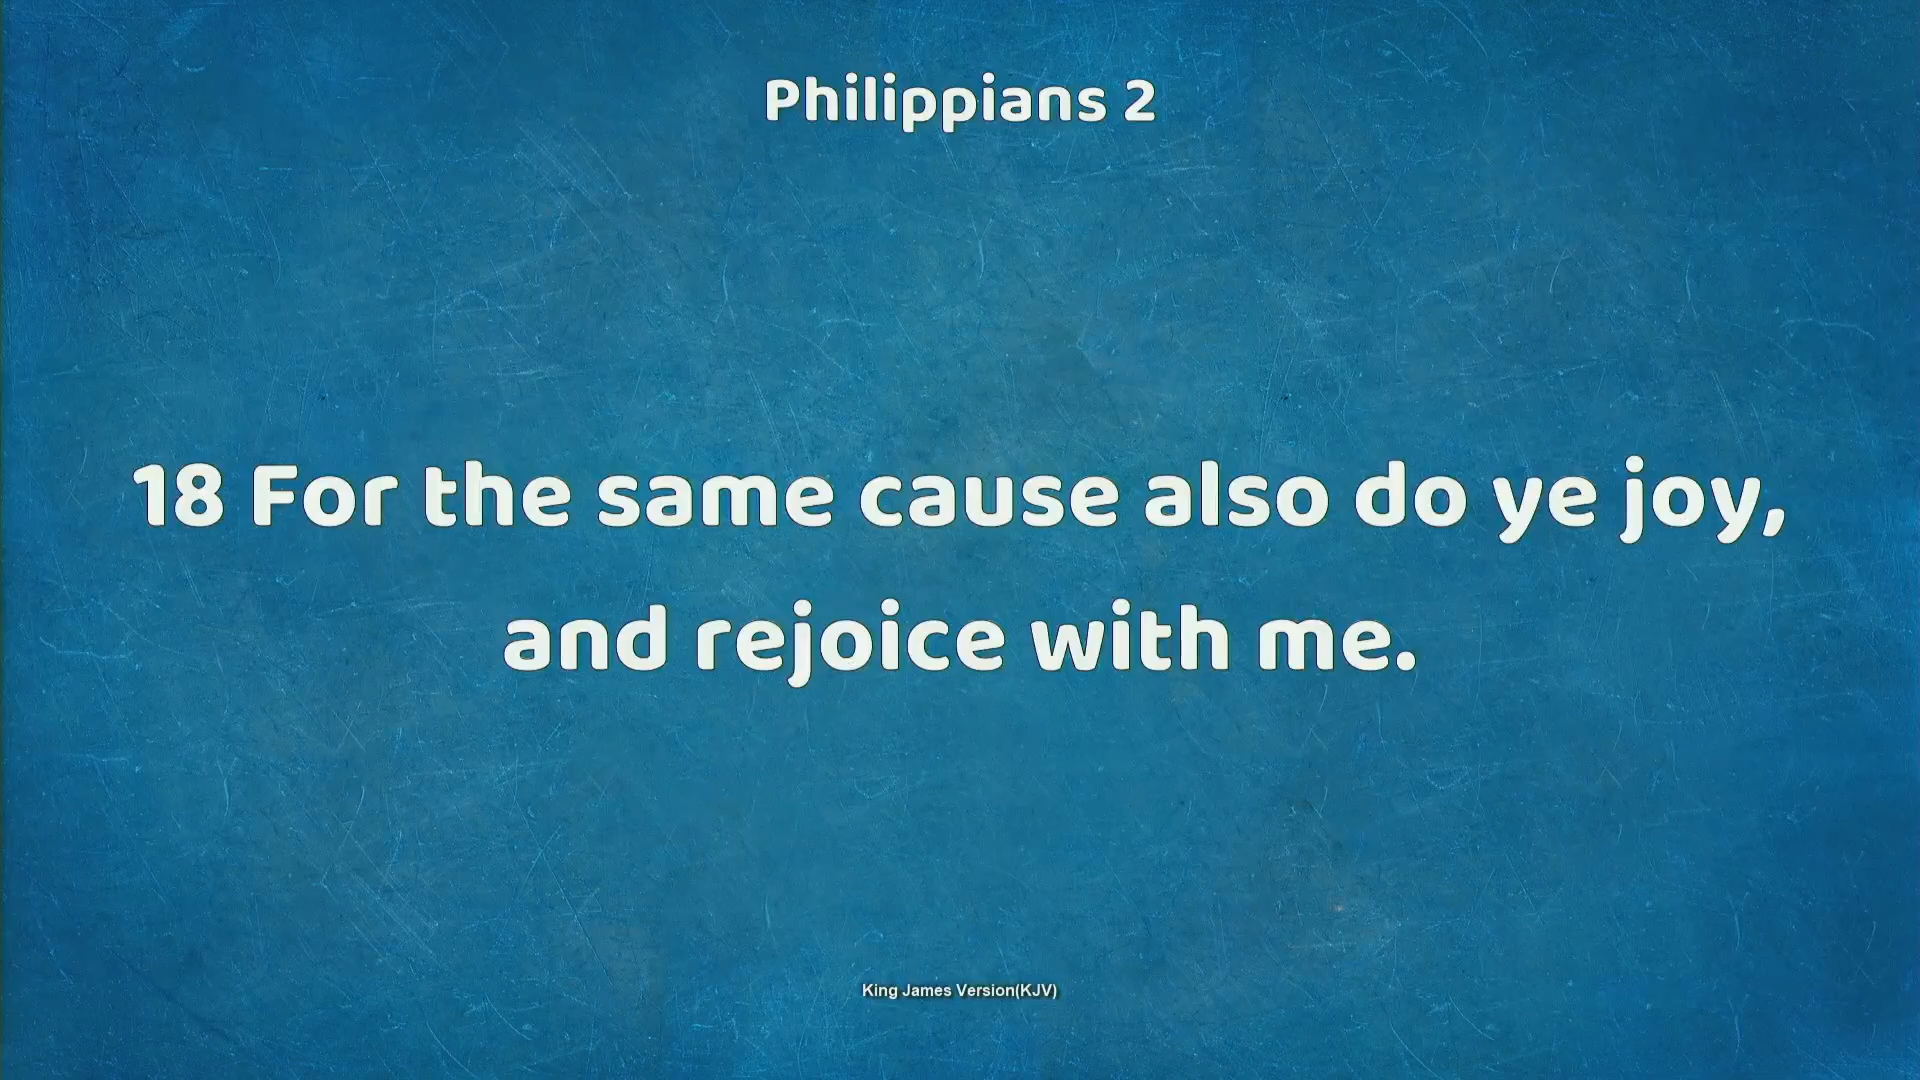 Philippians 2
18 For the same cause also do ye joy,
and rejoice with me.
King James Version(KJV)